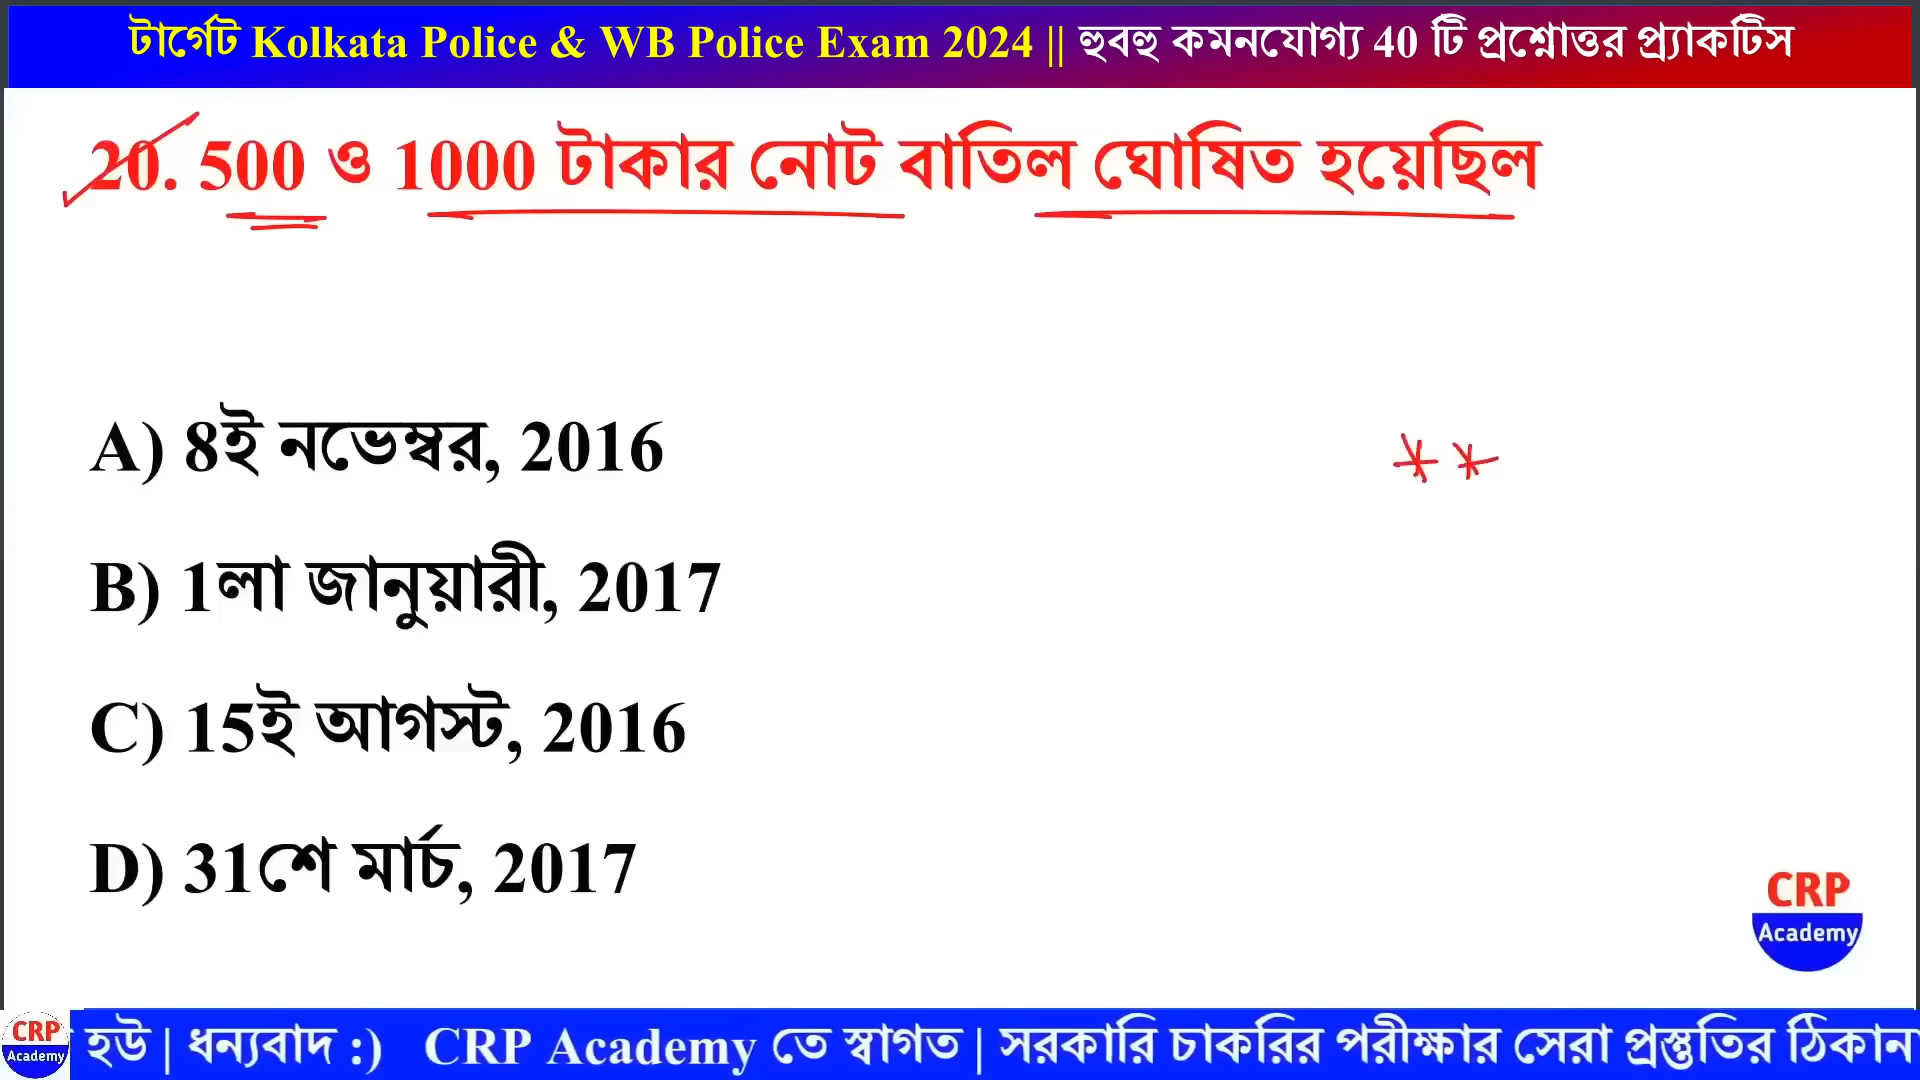 টার্গেট Kolkata Police & WB Police Exam 2024 || হুবহু কমনযোগ্য 40 টি প্রশ্নোত্তর প্র্যাকটিস
20. 500 ও 1000 টাকার নোট বাতিল ঘোষিত হয়েছিল
A) 8ই নভেম্বর, 2016
**
B) 1লা জানুয়ারী, 2017
C) 15ই আগস্ট, 2016
D) 31শে মার্চ, 2017
CRP
Academy
CRP
Academy
হউ | ধন্যবাদ :) CRP Academy তে স্বাগত | সরকারি চাকরির পরীক্ষার সেরা প্রস্তুতির ঠিকান